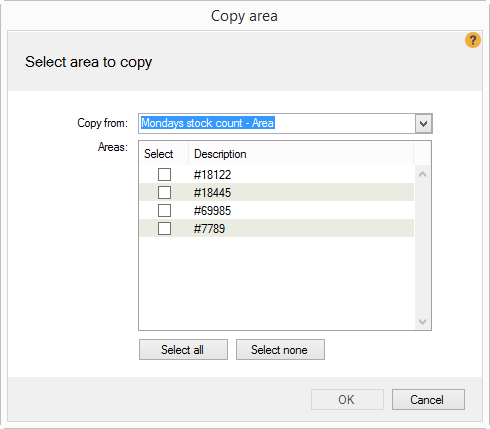 Copy area
?
Select area to copy
Copy from: Mondays stock count - Area
Areas:
Select Description
#18122
#18445
#69985
#7789
Select all Select none
OK Cancel